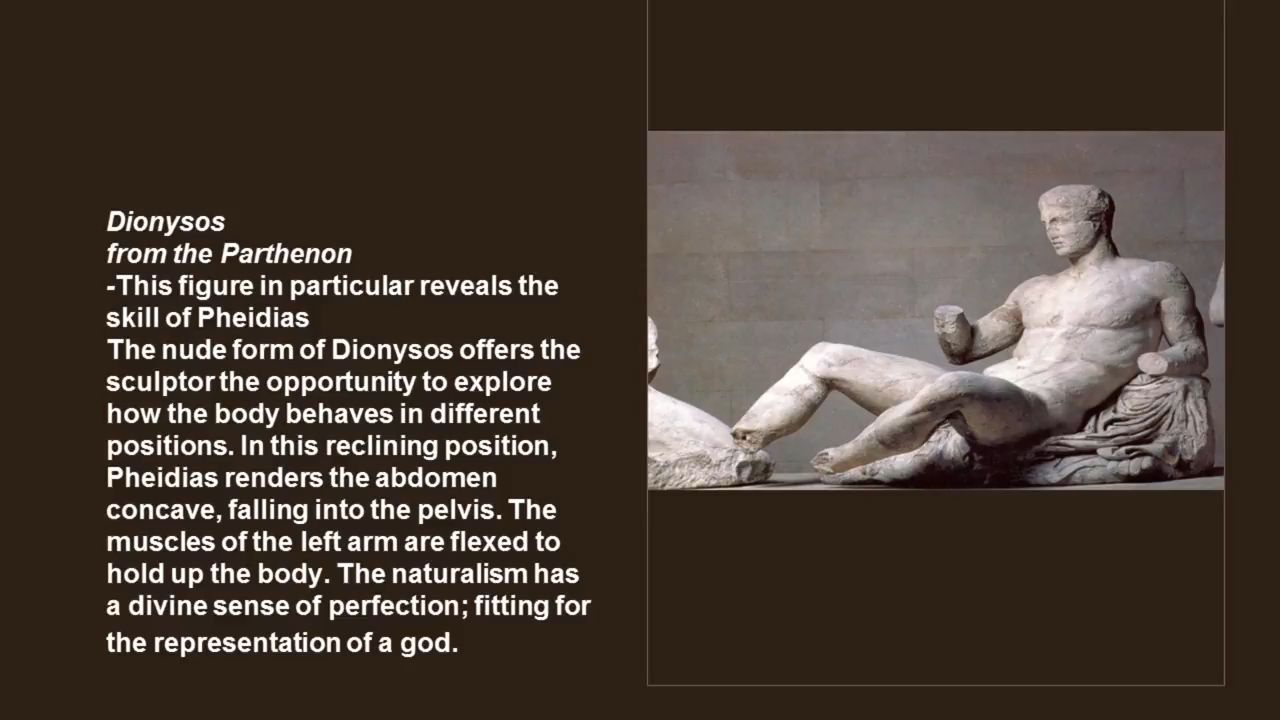 Dionysos
from the Parthenon
-This figure in particular reveals the
skill of Pheidias
The nude form of Dionysos offers the
sculptor the opportunity to explore
how the body behaves in different
positions. In this reclining position,
Pheidias renders the abdomen
concave, falling into the pelvis. The
muscles of the left arm are flexed to
hold up the body. The naturalism has
a divine sense of perfection; fitting for
the representation of a god.